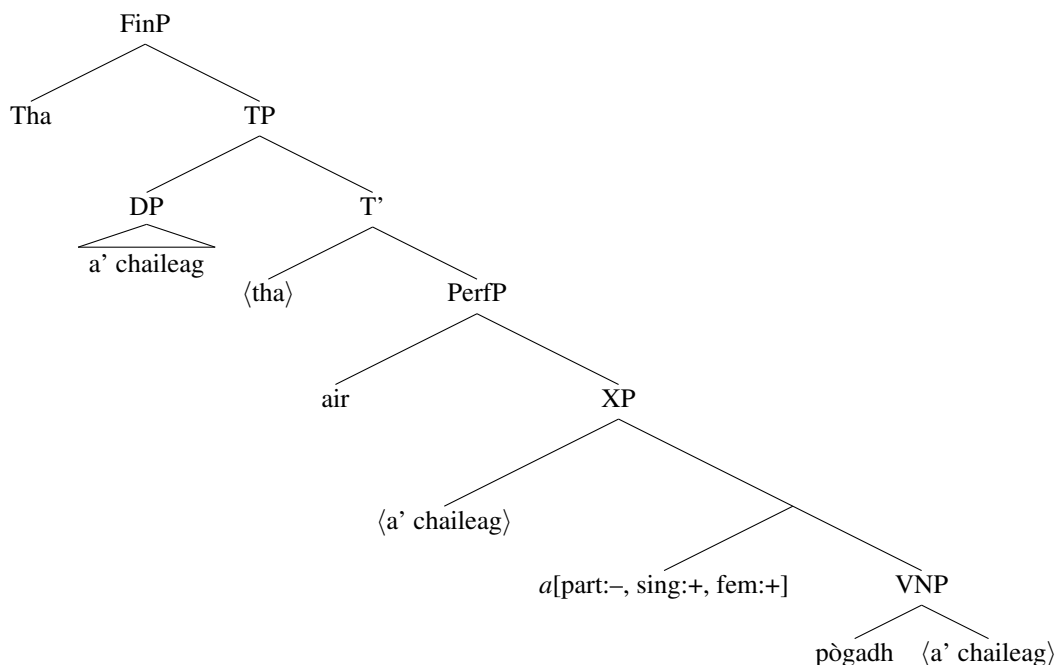 FinP
Tha TP
DP T’
a’ chaileag
⟨tha⟩ PerfP
air XP
⟨a’ chaileag⟩
a[part:–, sing:+, fem:+] VNP
pògadh ⟨a’ chaileag⟩